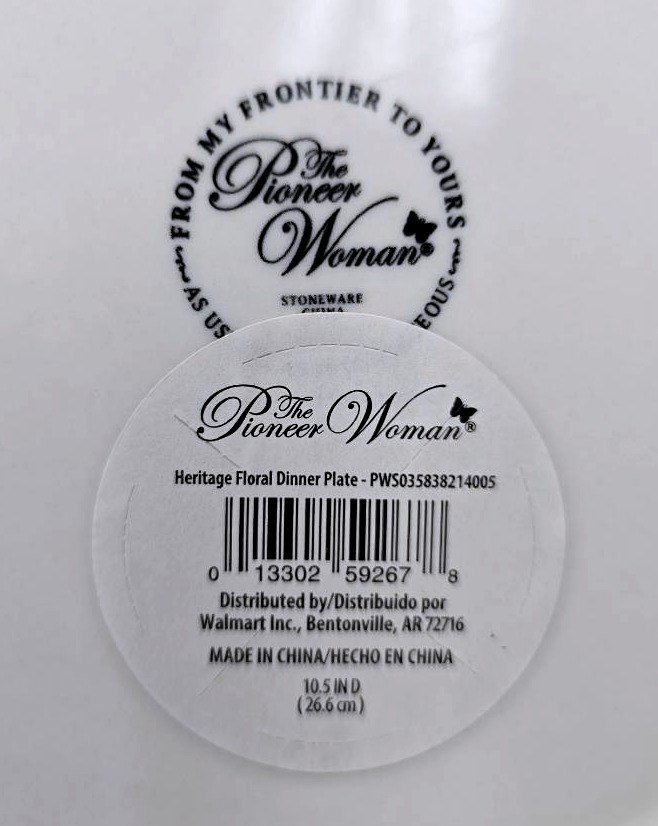 FROM MY FRONTIER TO YOURS
The
Pioneer
Woman®
STONEWARE
CHINA
AS US
The Pioneer Woman®
Heritage Floral Dinner Plate - PWS035838214005
0 13302 59267 8
Distributed by/Distribuido por
Walmart Inc., Bentonville, AR 72716
MADE IN CHINA/HECHO EN CHINA
10.5 IN D
(26.6 cm)